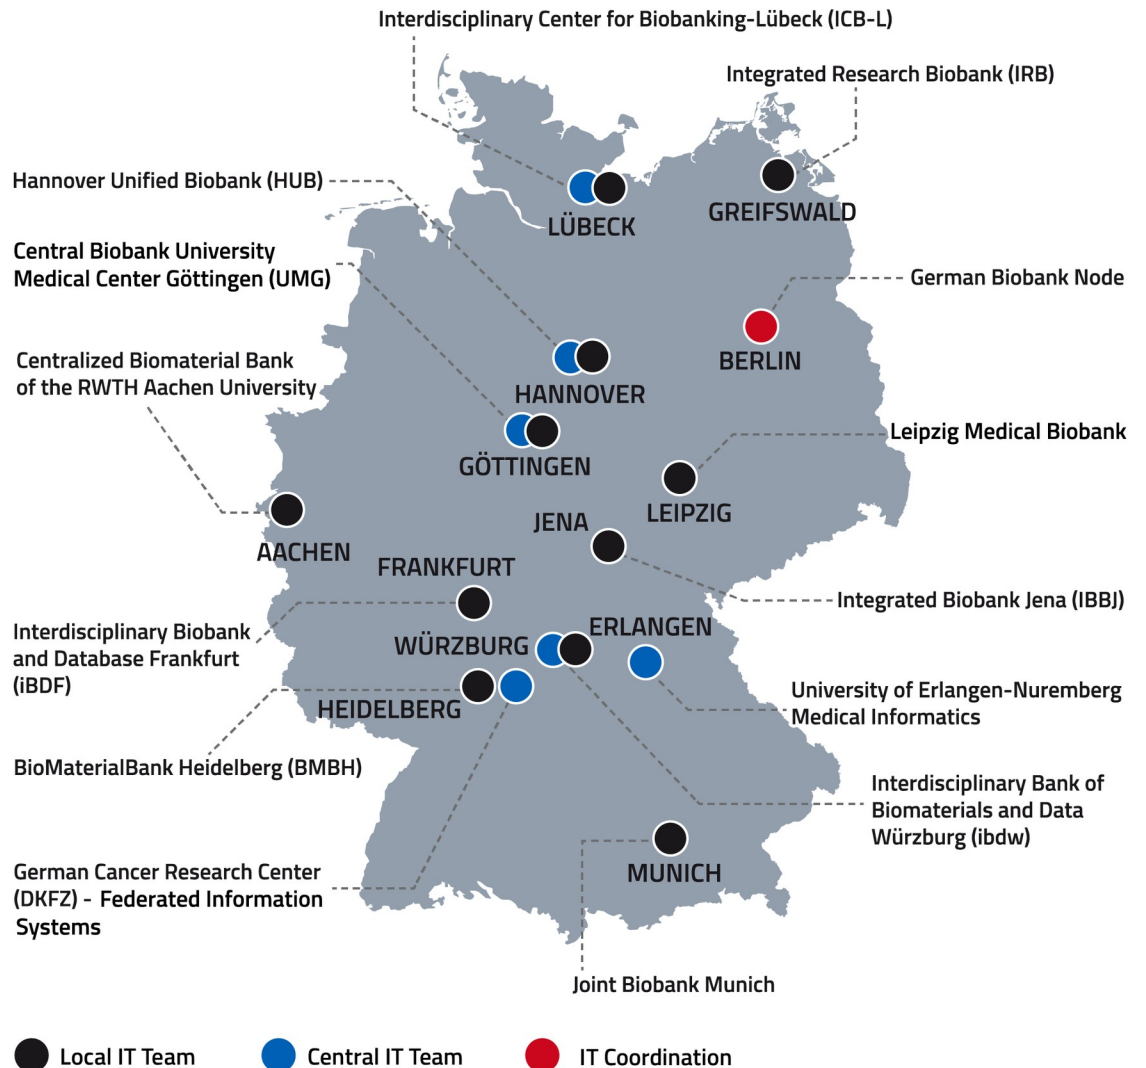 Interdisciplinary Center for Biobanking-Lübeck (ICB-L)
Integrated Research Biobank (IRB)
Hannover Unified Biobank (HUB)
LÜBECK
GREIFSWALD
Central Biobank University
Medical Center Göttingen (UMG)
German Biobank Node
BERLIN
Centralized Biomaterial Bank
of the RWTH Aachen University
HANNOVER
Leipzig Medical Biobank
GÖTTINGEN
LEIPZIG
JENA
AACHEN
FRANKFURT
Integrated Biobank Jena (IBBJ)
Interdisciplinary Biobank
and Database Frankfurt
(iBDF)
WÜRZBURG
ERLANGEN
HEIDELBERG
University of Erlangen-Nuremberg
Medical Informatics
BioMaterialBank Heidelberg (BMBH)
Interdisciplinary Bank of
Biomaterials and Data
Würzburg (ibdw)
MUNICH
German Cancer Research Center
(DKFZ) - Federated Information
Systems
Joint Biobank Munich
Local IT Team
Central IT Team
IT Coordination